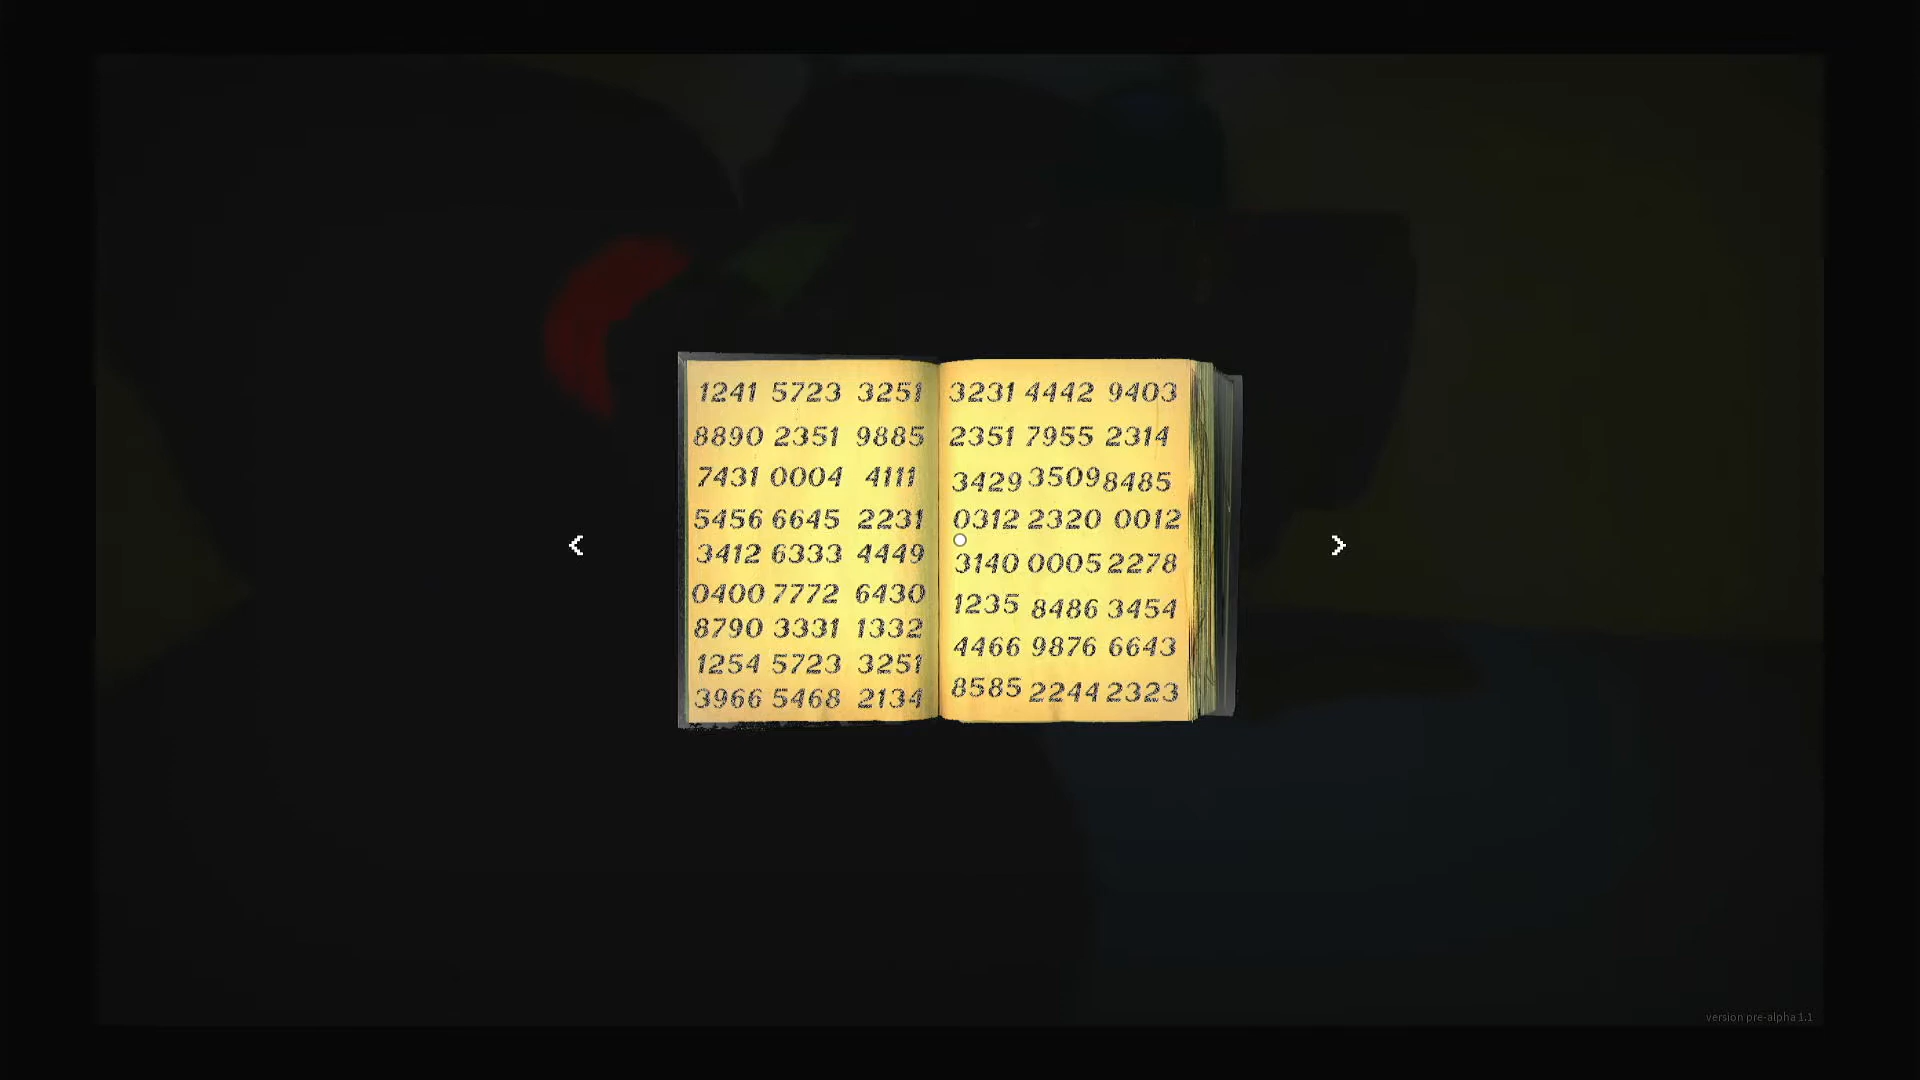 1241 5723 3251
8890 2351 9885
7431 0004 4111
5456 6645 2231
3412 6333 4449
0400 7772 6430
8790 3331 1332
1254 5723 3251
3966 5468 2134
3231 4442 9403
2351 7955 2314
3429 3509 8485
0312 2320 0012
3140 0005 2278
1235 8486 3454
4466 9876 6643
8585 2244 2323
version pre-alpha 1.1